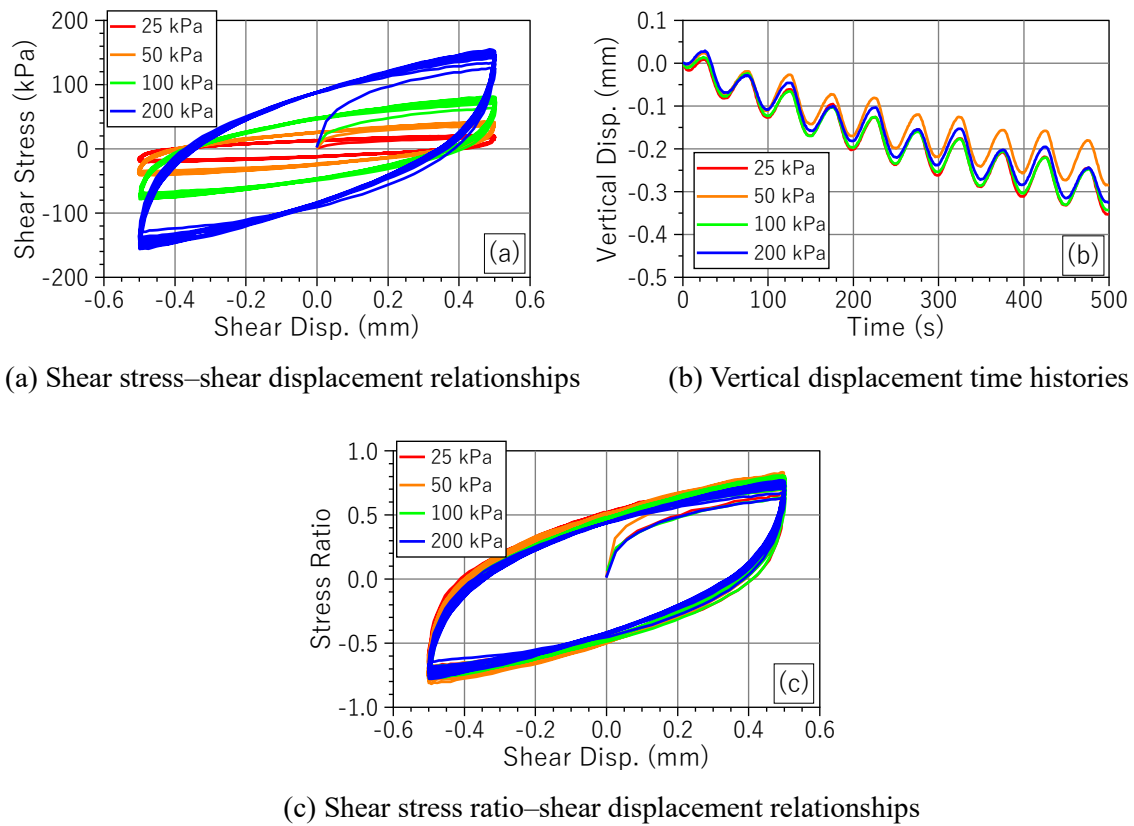 25 kPa
50 kPa
100 kPa
200 kPa
Shear Stress (kPa)
200
100
0
-100
-200
-0.6 -0.4 -0.2 0.0 0.2 0.4 0.6
Shear Disp. (mm)
(a)
25 kPa
50 kPa
100 kPa
200 kPa
Vertical Disp. (mm)
0.1
0.0
-0.1
-0.2
-0.3
-0.4
-0.5
0 100 200 300 400 500
Time (s)
(b)
(a) Shear stress–shear displacement relationships
(b) Vertical displacement time histories
25 kPa
50 kPa
100 kPa
200 kPa
Stress Ratio
1.0
0.5
0.0
-0.5
-1.0
-0.6 -0.4 -0.2 0.0 0.2 0.4 0.6
Shear Disp. (mm)
(c)
(c) Shear stress ratio–shear displacement relationships